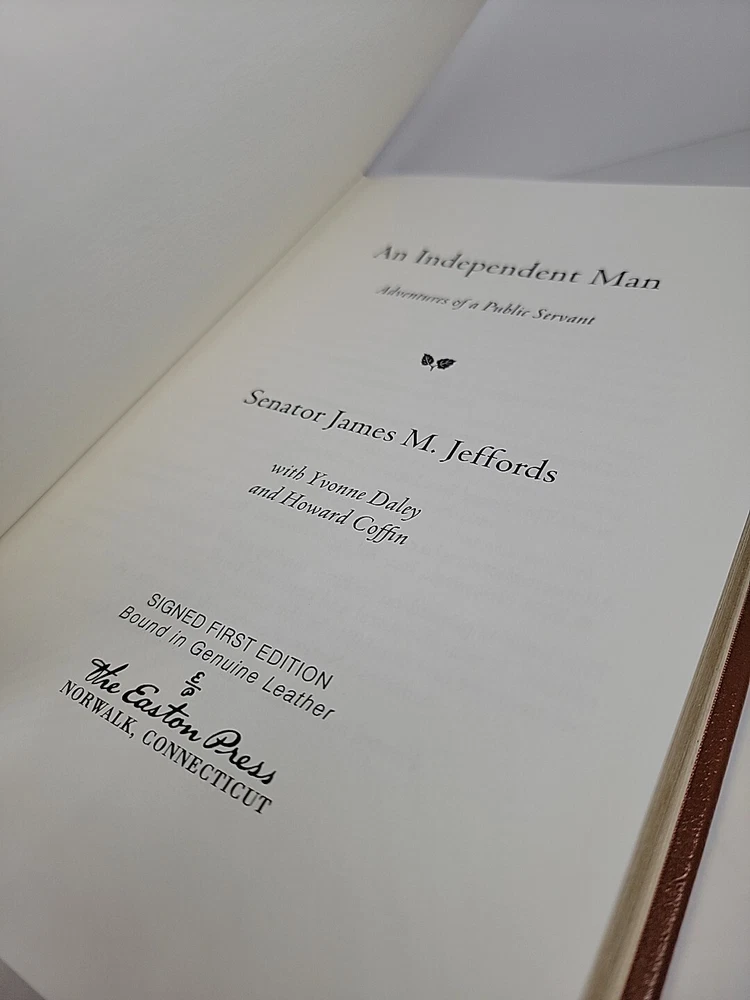 An Independent Man
Adventures of a Public Servant
Senator James M. Jeffords
with Yvonne Daley
and Howard Coffin
SIGNED FIRST EDITION
Bound in Genuine Leather
E
P
The Easton Press
NORWALK, CONNECTICUT